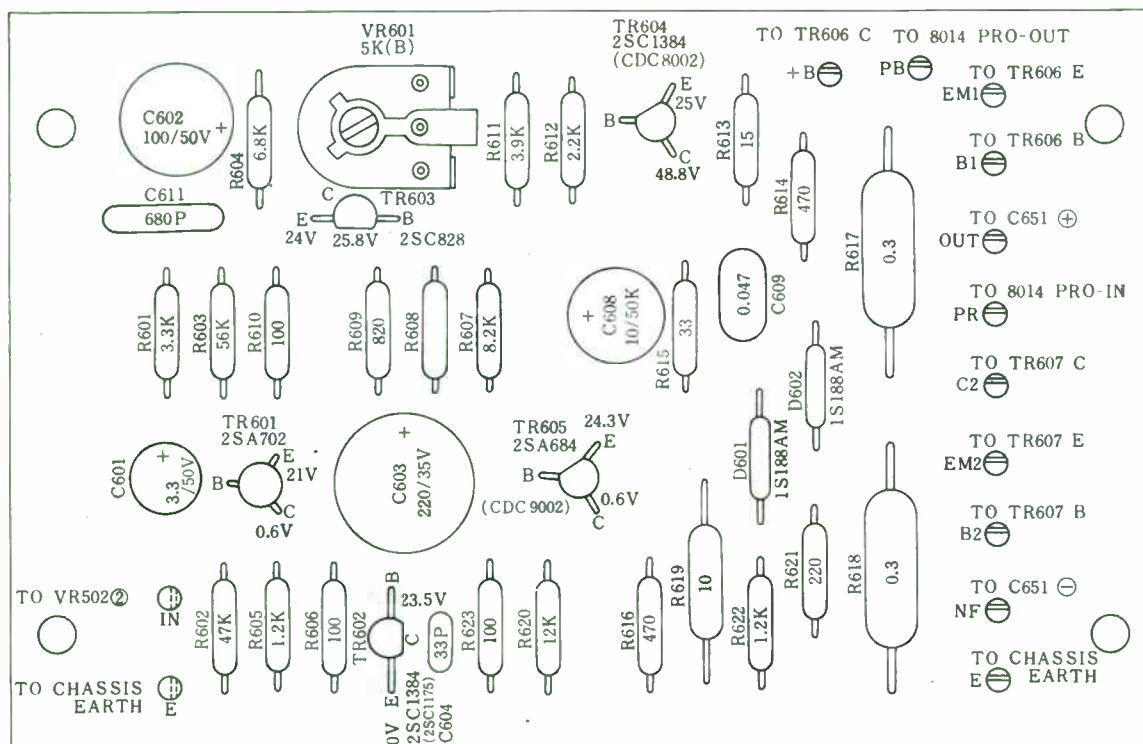 VR601
5K(B)
TR604
2SC1384
(CDC8002)
TO TR606 C
TO 8014 PRO-OUT
+B
PB
TO TR606 E
EM1
C602
100/50V
+
R604
6.8K
R611
3.9K
R612
2.2K
E
25V
B
C
48.8V
R613
15
R614
470
TO TR606 B
B1
C611
680P
C
TR603
E
B
24V
25.8V
2SC828
R617
0.3
TO C651 ⊕
OUT
R601
3.3K
R603
56K
R610
100
R609
820
R608
R607
8.2K
+
C608
10/50K
R615
33
0.047
C609
TO 8014 PRO-IN
PR
D602
1S188AM
TO TR607 C
C2
C601
+
3.3
/50V
TR601
2SA702
E
21V
B
C
0.6V
+
C603
220/35V
TR605
2SA684
24.3V
E
B
(CDC9002)
0.6V
C
D601
1S188AM
TO TR607 E
EM2
TO TR607 B
B2
R619
10
R621
220
R618
0.3
TO VR502②
IN
R602
47K
R605
1.2K
R606
100
B
23.5V
TR602
C
33P
E
0V
2SC1384
(2SC1175)
C604
R623
100
R620
12K
R616
470
R622
1.2K
TO C651 ⊖
NF
TO CHASSIS
EARTH
E
TO CHASSIS
EARTH
E